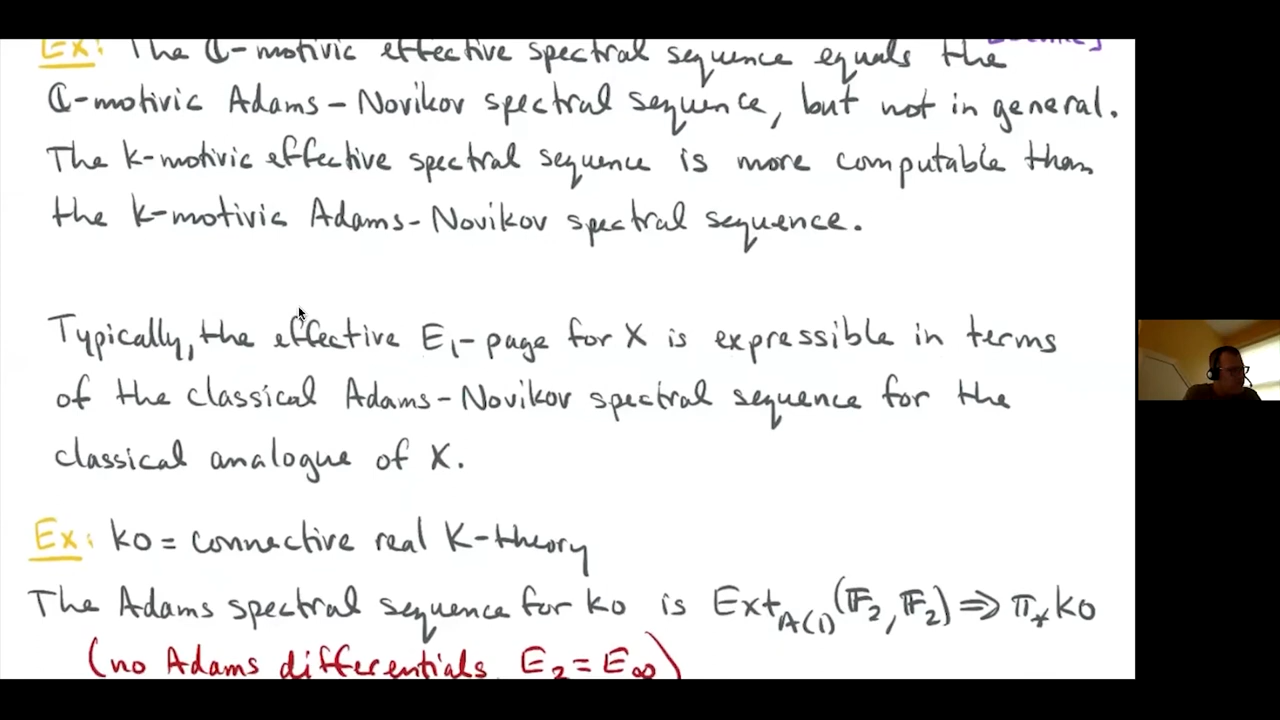 Ex: The ℂ-motivic effective spectral sequence equals the
ℂ-motivic Adams-Novikov spectral sequence, but not in general.
The k-motivic effective spectral sequence is more computable than
the k-motivic Adams-Novikov spectral sequence.
Typically, the effective E₁-page for X is expressible in terms
of the classical Adams-Novikov spectral sequence for the
classical analogue of X.
Ex: ko = connective real K-theory
The Adams spectral sequence for ko is Ext_A(1)(𝔽₂, 𝔽₂) ⇒ π_* ko
(no Adams differentials, E₂ = E_∞)